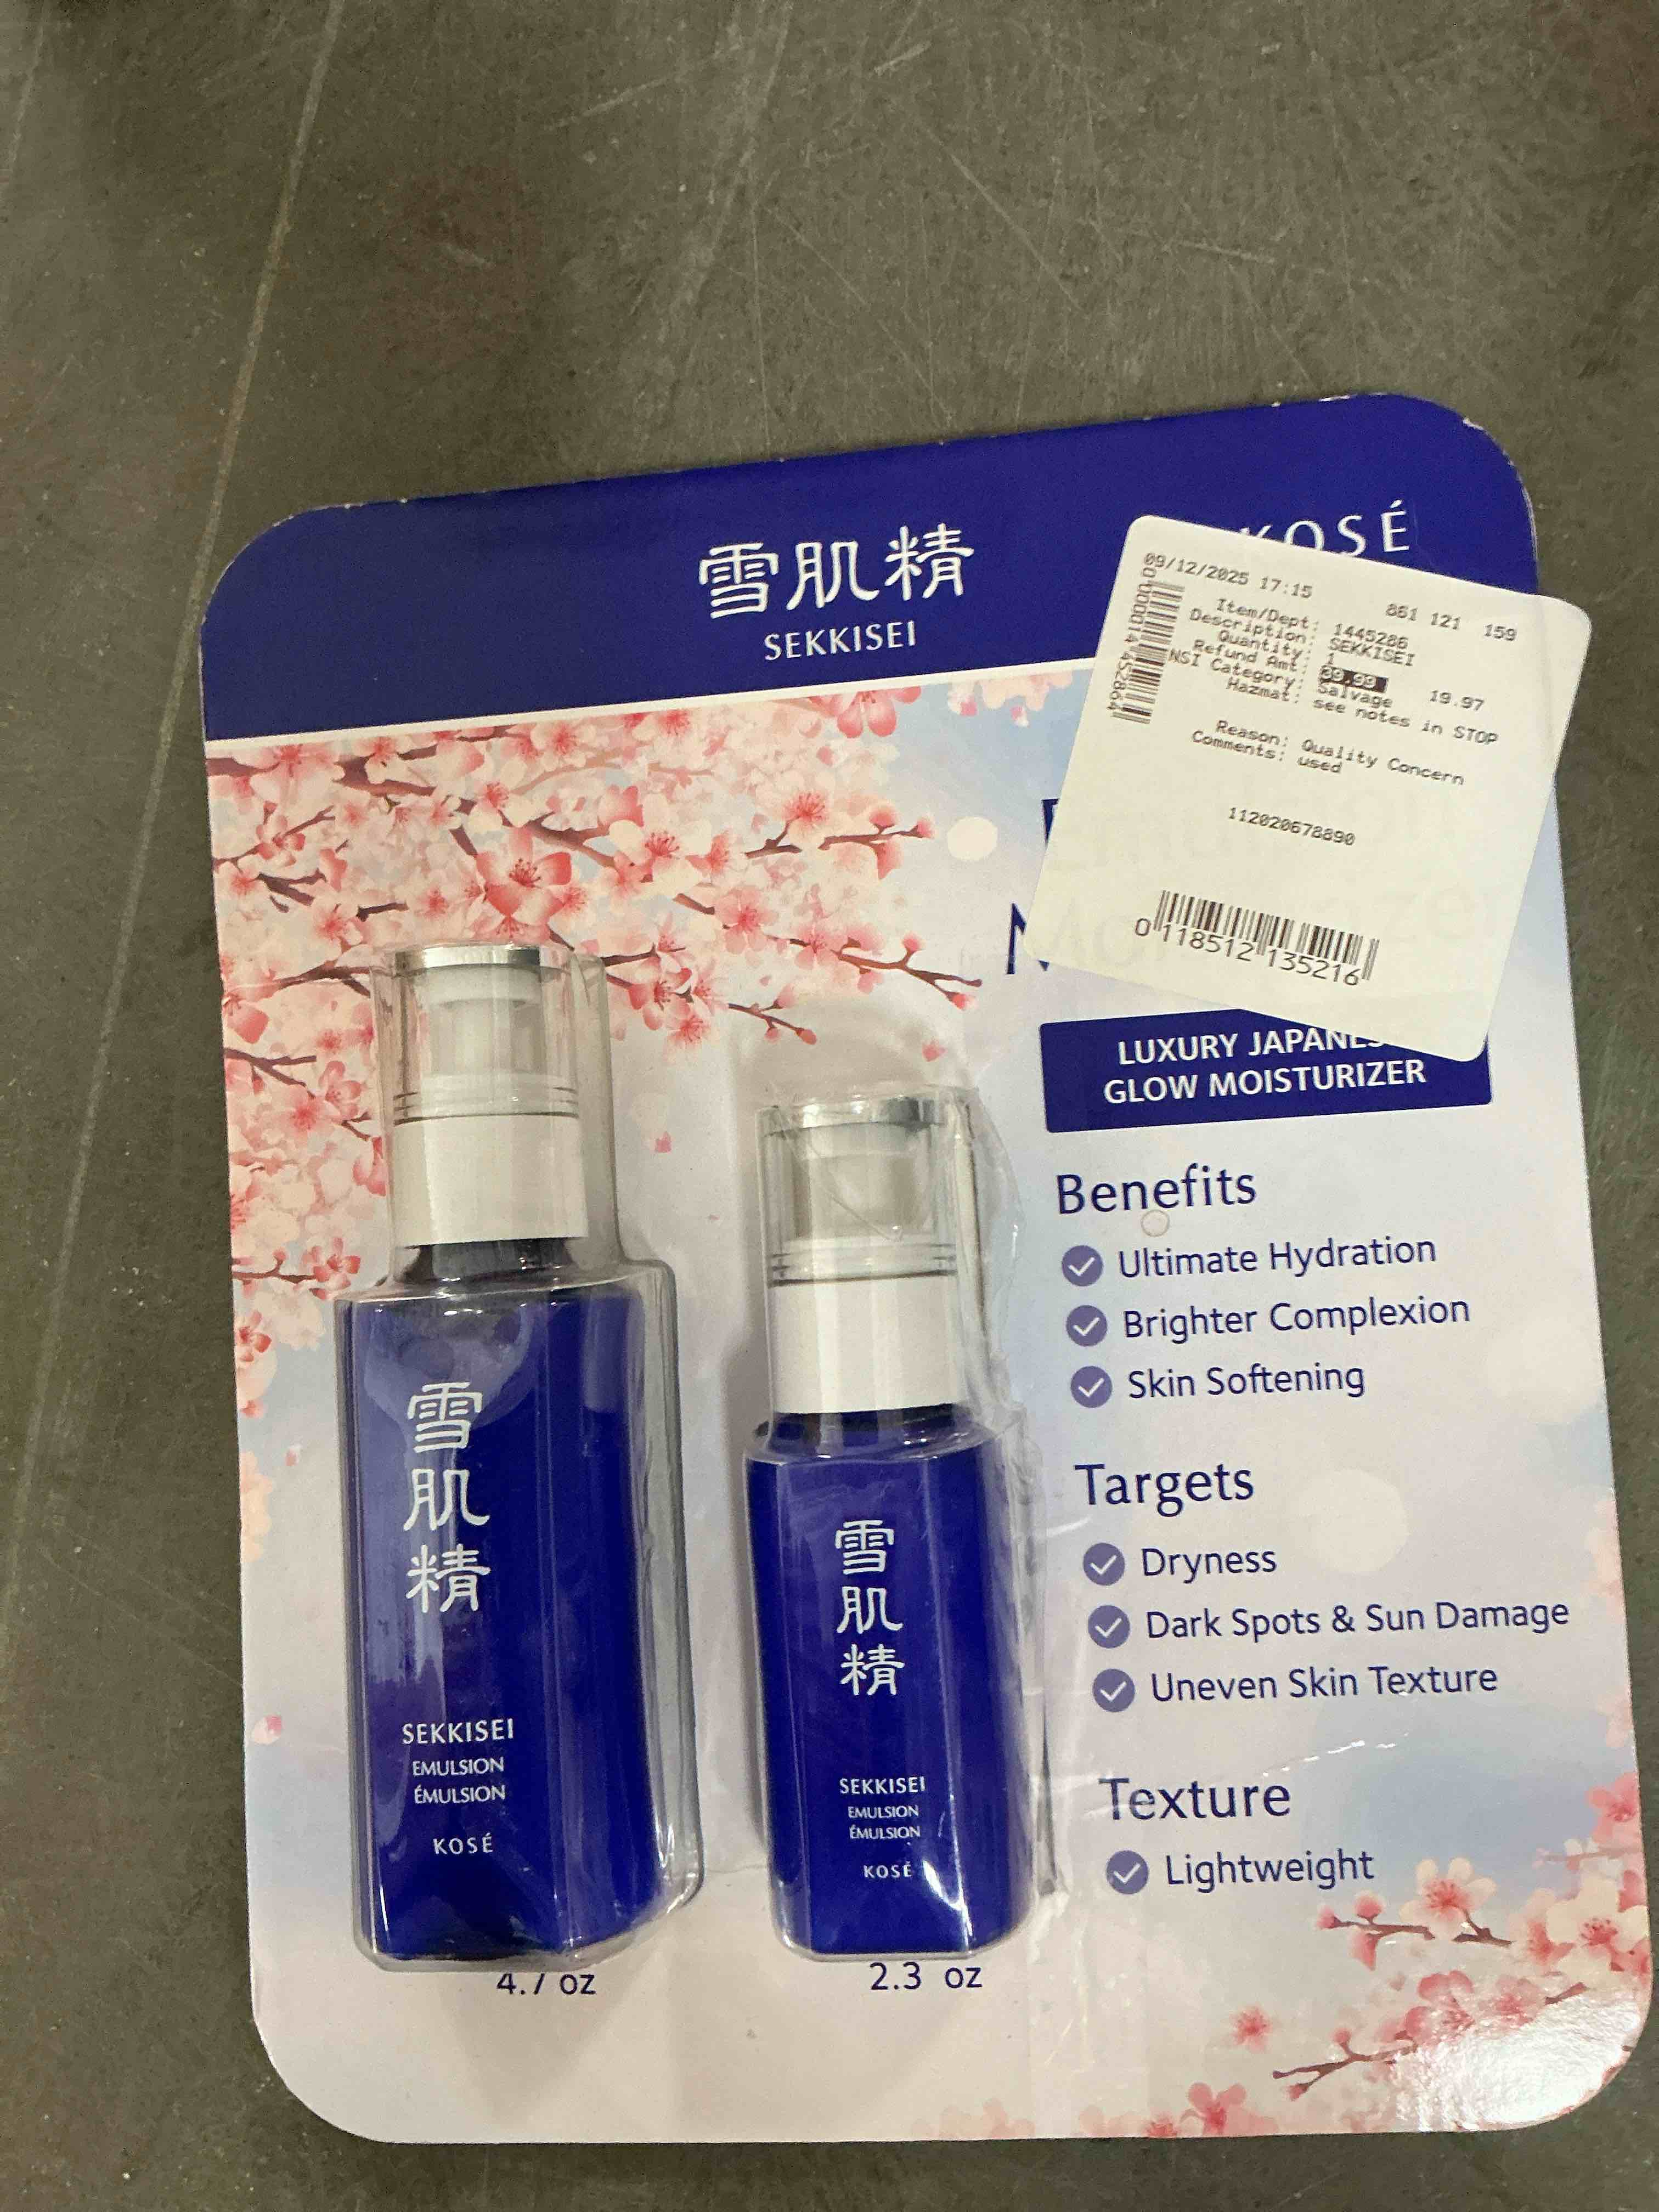 雪肌精
SEKKISEI
KOSÉ
09/12/2025 17:15
861 121 159
Item/Dept: 1445286
Description: SEKKISEI
Quantity: 1
Refund Amt: 39.99 19.97
NSI Category: Salvage
Hazmat: see notes in STOP
Reason: Quality Concern
Comments: used
112020678890
0 118512 135216
LUXURY
GLOW MOISTURIZER
Benefits
Ultimate Hydration
Brighter Complexion
Skin Softening
Targets
Dryness
Dark Spots & Sun Damage
Uneven Skin Texture
Texture
Lightweight
雪肌精
SEKKISEI
EMULSION
ÉMULSION
KOSÉ
4.7 oz
雪肌精
SEKKISEI
EMULSION
ÉMULSION
KOSÉ
2.3 oz